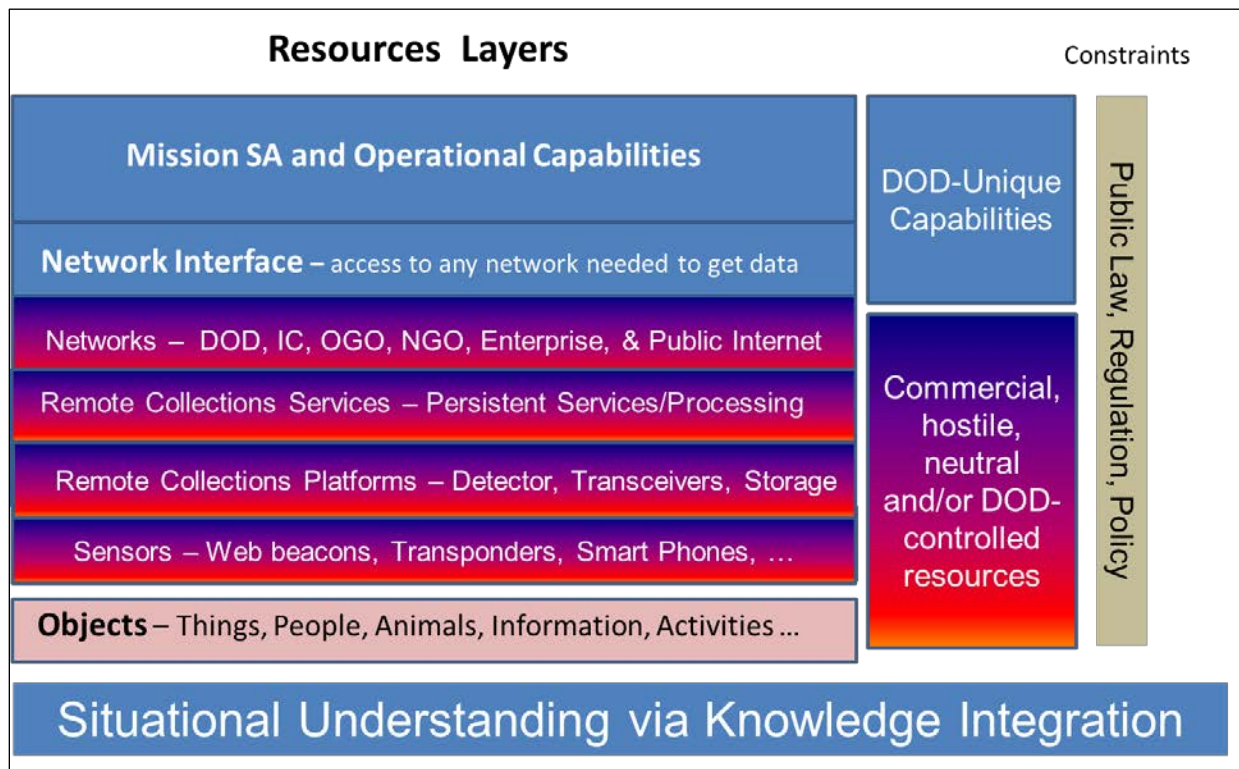 Resources Layers
Constraints
Mission SA and Operational Capabilities
Network Interface – access to any network needed to get data
Networks – DOD, IC, OGO, NGO, Enterprise, & Public Internet
Remote Collections Services – Persistent Services/Processing
Remote Collections Platforms – Detector, Transceivers, Storage
Sensors – Web beacons, Transponders, Smart Phones, …
Objects – Things, People, Animals, Information, Activities …
DOD-Unique
Capabilities
Commercial,
hostile,
neutral
and/or DOD-
controlled
resources
Public Law, Regulation, Policy
Situational Understanding via Knowledge Integration